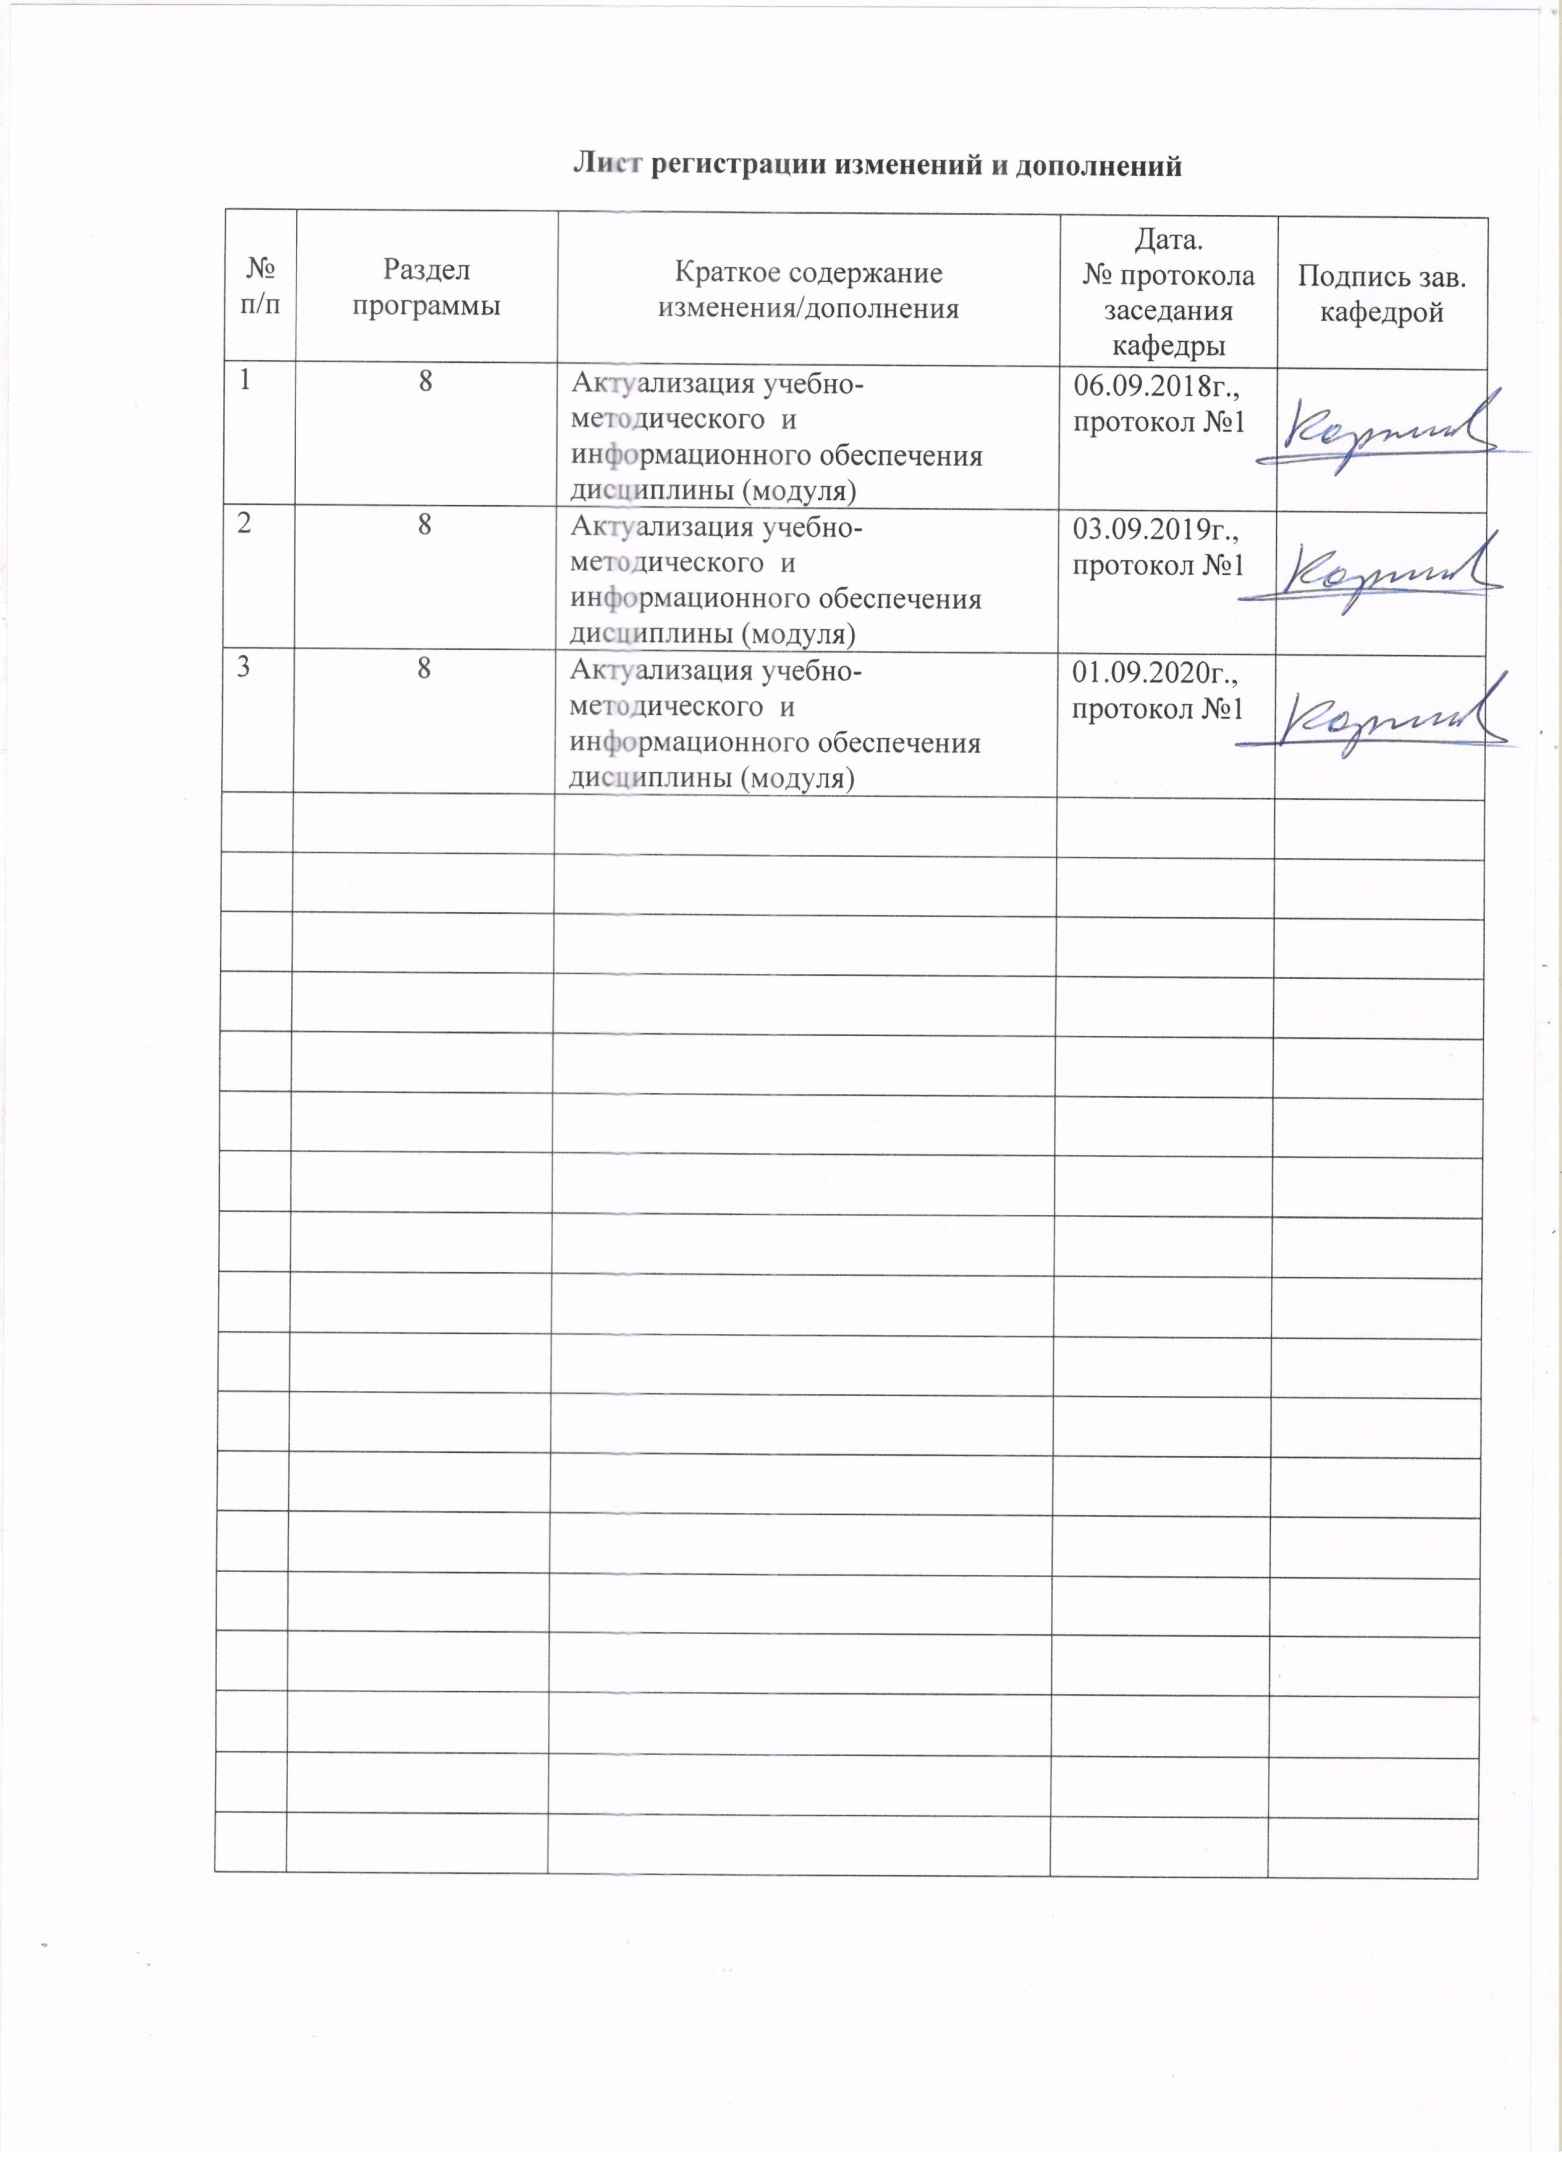 Лист регистрации изменений и дополнений
№
п/п
Раздел
программы
Краткое содержание
изменения/дополнения
Дата.
№ протокола
заседания
кафедры
Подпись зав.
кафедрой
1
8
Актуализация учебно-
методического и
информационного обеспечения
дисциплины (модуля)
06.09.2018г.,
протокол №1
2
8
Актуализация учебно-
методического и
информационного обеспечения
дисциплины (модуля)
03.09.2019г.,
протокол №1
3
8
Актуализация учебно-
методического и
информационного обеспечения
дисциплины (модуля)
01.09.2020г.,
протокол №1